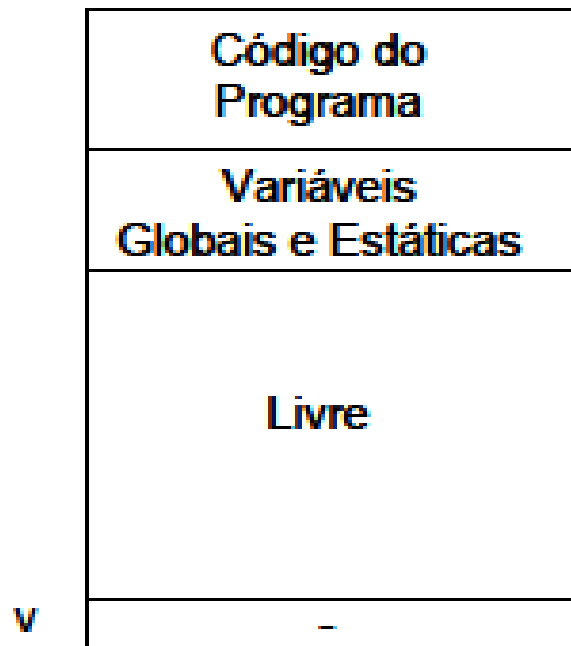 Código do
Programa
Variáveis
Globais e Estáticas
Livre
v -